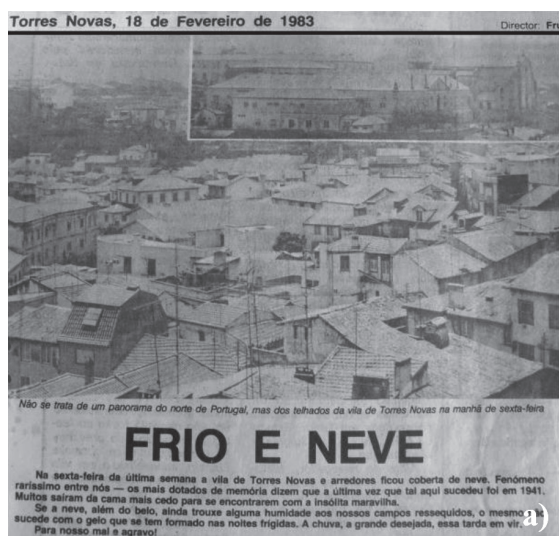 Torres Novas, 18 de Fevereiro de 1983
Director: Fru
Não se trata de um panorama do norte de Portugal, mas dos telhados da vila de Torres Novas na manhã de sexta-feira
FRIO E NEVE
Na sexta-feira da última semana a vila de Torres Novas e arredores ficou coberta de neve. Fenómeno
raríssimo entre nós — os mais dotados de memória dizem que a última vez que tal aqui sucedeu foi em 1941.
Muitos saíram da cama mais cedo para se encontrarem com a insólita maravilha.
Se a neve, além do belo, ainda trouxe alguma humidade aos nossos campos ressequidos, o mesmo
sucede com o gelo que se tem formado nas noites frígidas. A chuva, a grande desejada, essa tarda em vir.
Para nosso mal e agravo!
a)